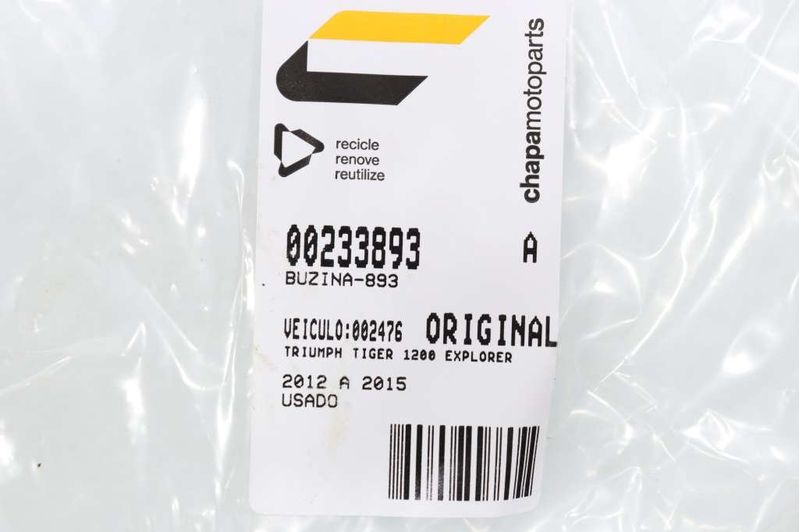 chapamotoparts
recicle
renove
reutilize
00233893 A
BUZINA-893
VEICULO:002476 ORIGINAL
TRIUMPH TIGER 1200 EXPLORER
2012 A 2015
USADO